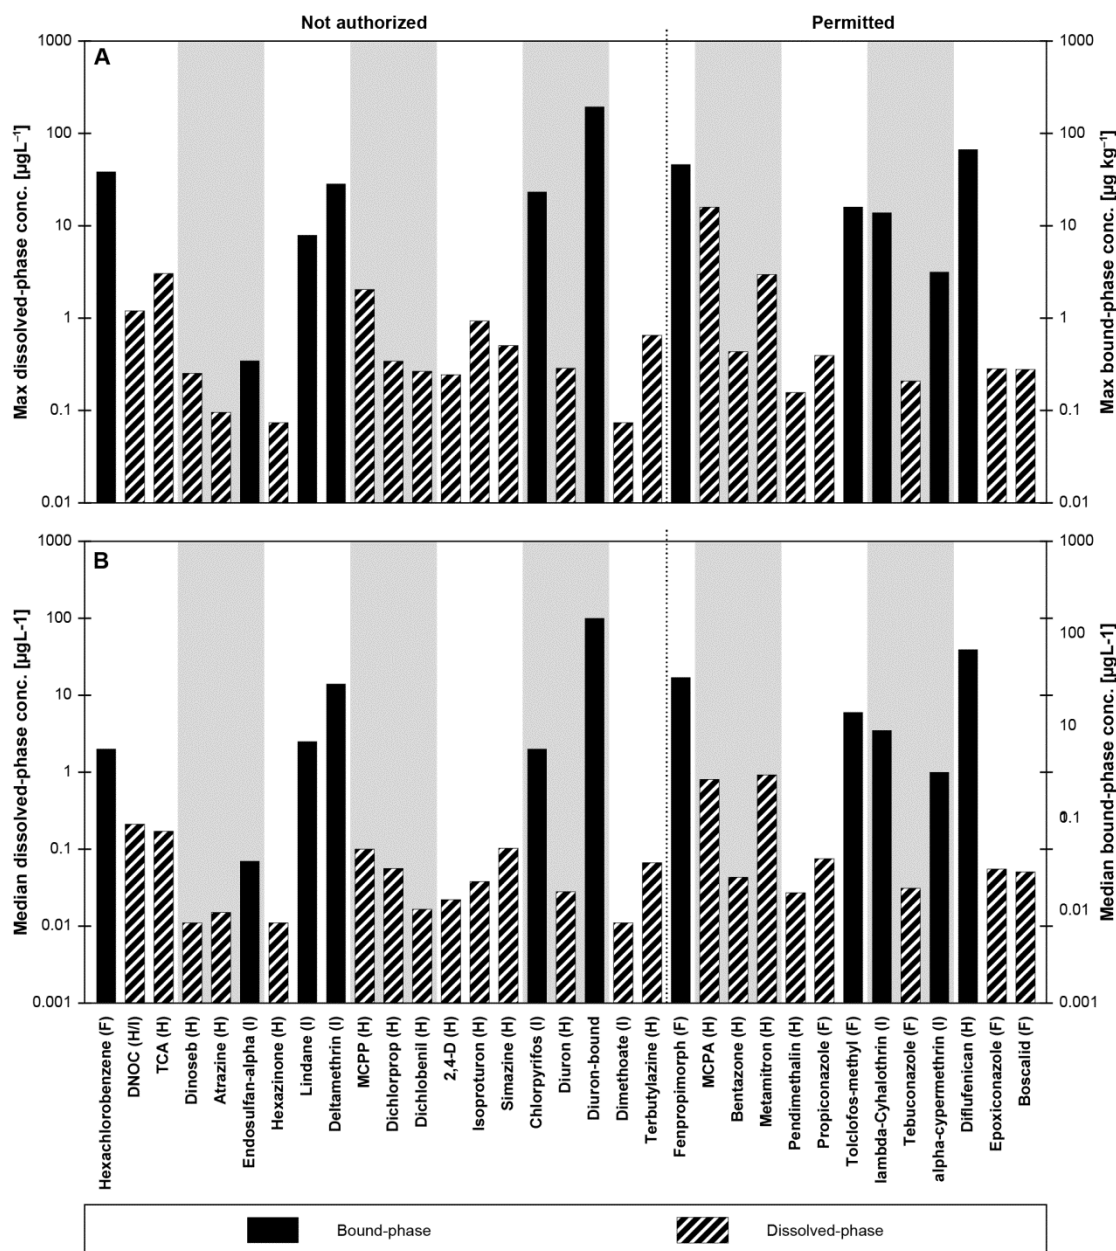 Not authorized
Permitted
A
Max dissolved-phase conc. [µgL⁻¹]
1000
100
10
1
0.1
0.01
Max bound-phase conc. [µg kg⁻¹]
1000
100
10
1
0.1
0.01
B
Median dissolved-phase conc. [µgL-1]
1000
100
10
1
0.1
0.01
0.001
Median bound-phase conc. [µgL-1]
1000
100
10
0.1
0.01
0.001
Hexachlorobenzene (F)
DNOC (H/I)
TCA (H)
Dinoseb (H)
Atrazine (H)
Endosulfan-alpha (I)
Hexazinone (H)
Lindane (I)
Deltamethrin (I)
MCPP (H)
Dichlorprop (H)
Dichlobenil (H)
2,4-D (H)
Isoproturon (H)
Simazine (H)
Chlorpyrifos (I)
Diuron (H)
Diuron-bound
Dimethoate (I)
Terbutylazine (H)
Fenpropimorph (F)
MCPA (H)
Bentazone (H)
Metamitron (H)
Pendimethalin (H)
Propiconazole (F)
Tolclofos-methyl (F)
lambda-Cyhalothrin (I)
Tebuconazole (F)
alpha-cypermethrin (I)
Diflufenican (H)
Epoxiconazole (F)
Boscalid (F)
Bound-phase
Dissolved-phase